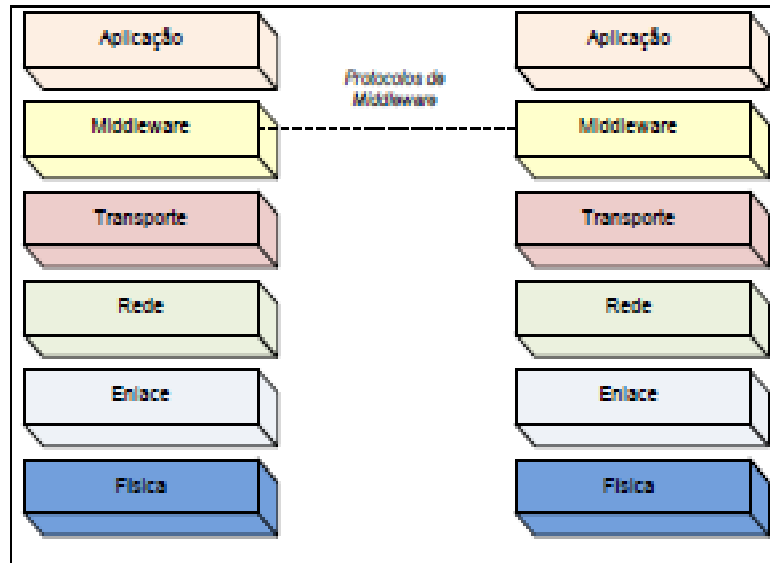 Aplicação
Aplicação
Protocolos de
Middleware
Middleware
Middleware
Transporte
Transporte
Rede
Rede
Enlace
Enlace
Física
Física